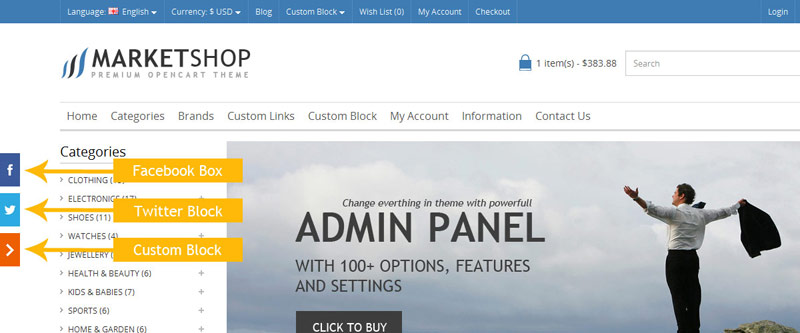 Language: English Currency: $ USD Blog Custom Block Wish List (0) My Account Checkout Login
MARKETSHOP
PREMIUM OPENCART THEME
1 item(s) - $383.88
Search
Home Categories Brands Custom Links Custom Block My Account Information Contact Us
Categories
f
Facebook Box
CLOTHING
ELECTRONICS (17)
Twitter Block
SHOES (11)
WATCHES (4)
Custom Block
JEWELLERY
HEALTH & BEAUTY (6)
KIDS & BABIES (7)
SPORTS (6)
HOME & GARDEN (6)
Change everthing in theme with powerfull
ADMIN PANEL
WITH 100+ OPTIONS, FEATURES
AND SETTINGS
CLICK TO BUY